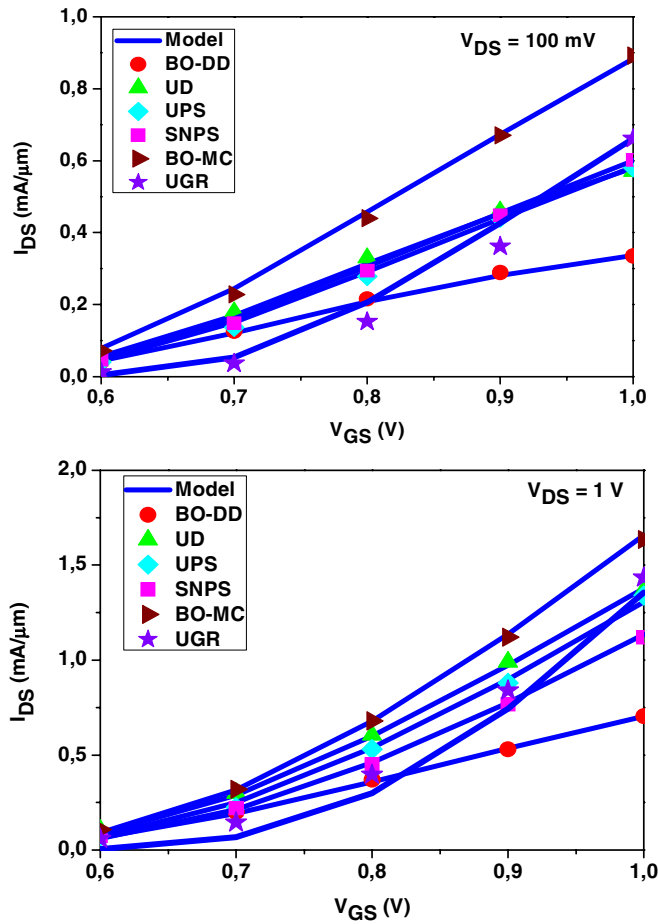 1,0
0,8
0,6
0,4
0,2
0,0
I_DS (mA/μm)
Model
BO-DD
UD
UPS
SNPS
BO-MC
UGR
V_DS = 100 mV
0,6 0,7 0,8 0,9 1,0
V_GS (V)
2,0
1,5
1,0
0,5
0,0
I_DS (mA/μm)
Model
BO-DD
UD
UPS
SNPS
BO-MC
UGR
V_DS = 1 V
0,6 0,7 0,8 0,9 1,0
V_GS (V)